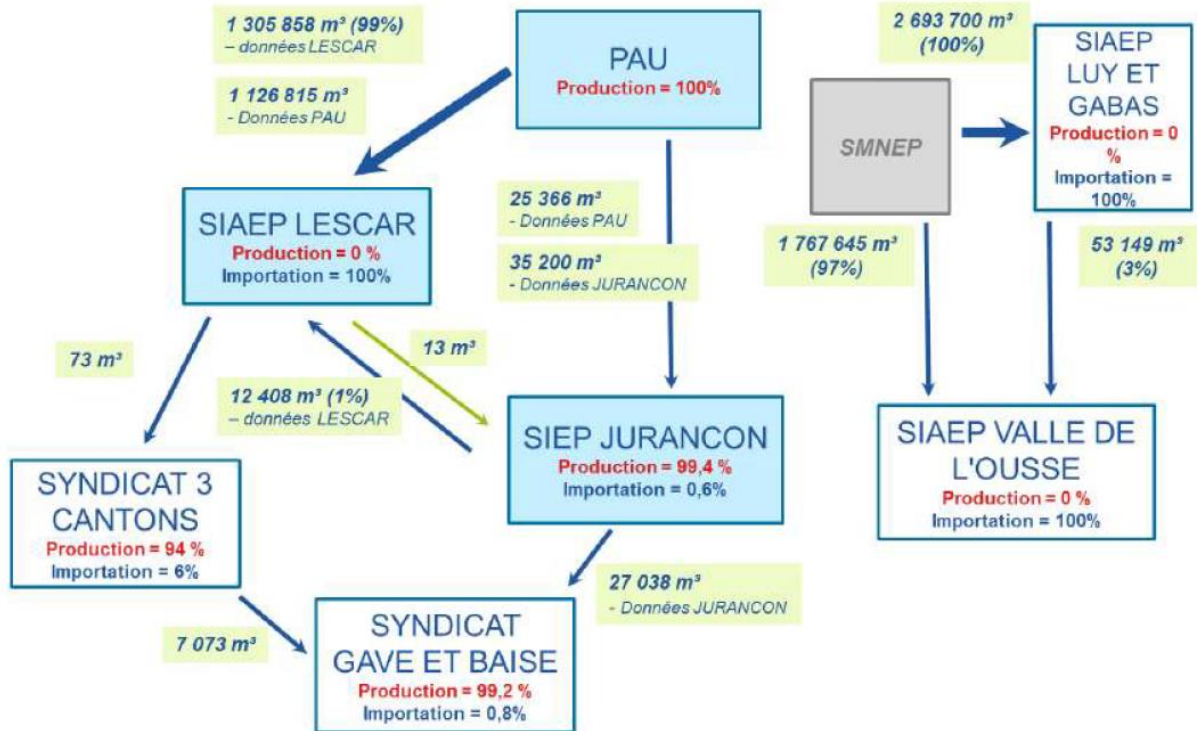 1 305 858 m³ (99%)
– données LESCAR
1 126 815 m³
- Données PAU
PAU
Production = 100%
2 693 700 m³
(100%)
SIAEP
LUY ET
GABAS
Production = 0
%
Importation =
100%
SMNEP
SIAEP LESCAR
Production = 0 %
Importation = 100%
25 366 m³
- Données PAU
35 200 m³
- Données JURANCON
1 767 645 m³
(97%)
53 149 m³
(3%)
73 m³
13 m³
12 408 m³ (1%)
– données LESCAR
SIEP JURANCON
Production = 99,4 %
Importation = 0,6%
SIAEP VALLE DE
L'OUSSE
Production = 0 %
Importation = 100%
SYNDICAT 3
CANTONS
Production = 94 %
Importation = 6%
27 038 m³
- Données JURANCON
7 073 m³
SYNDICAT
GAVE ET BAISE
Production = 99,2 %
Importation = 0,8%